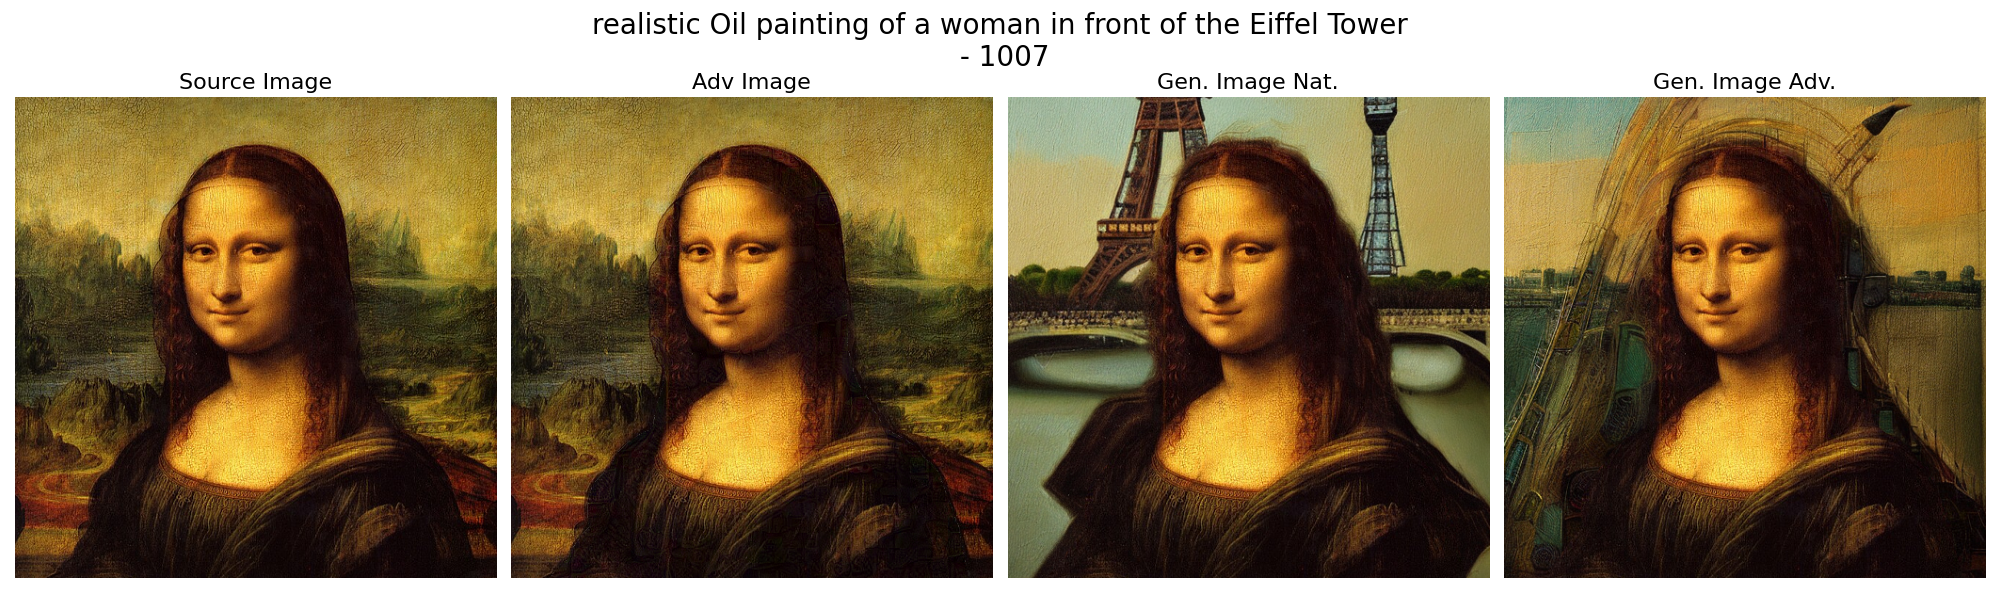 realistic Oil painting of a woman in front of the Eiffel Tower
- 1007
Source Image
Adv Image
Gen. Image Nat.
Gen. Image Adv.